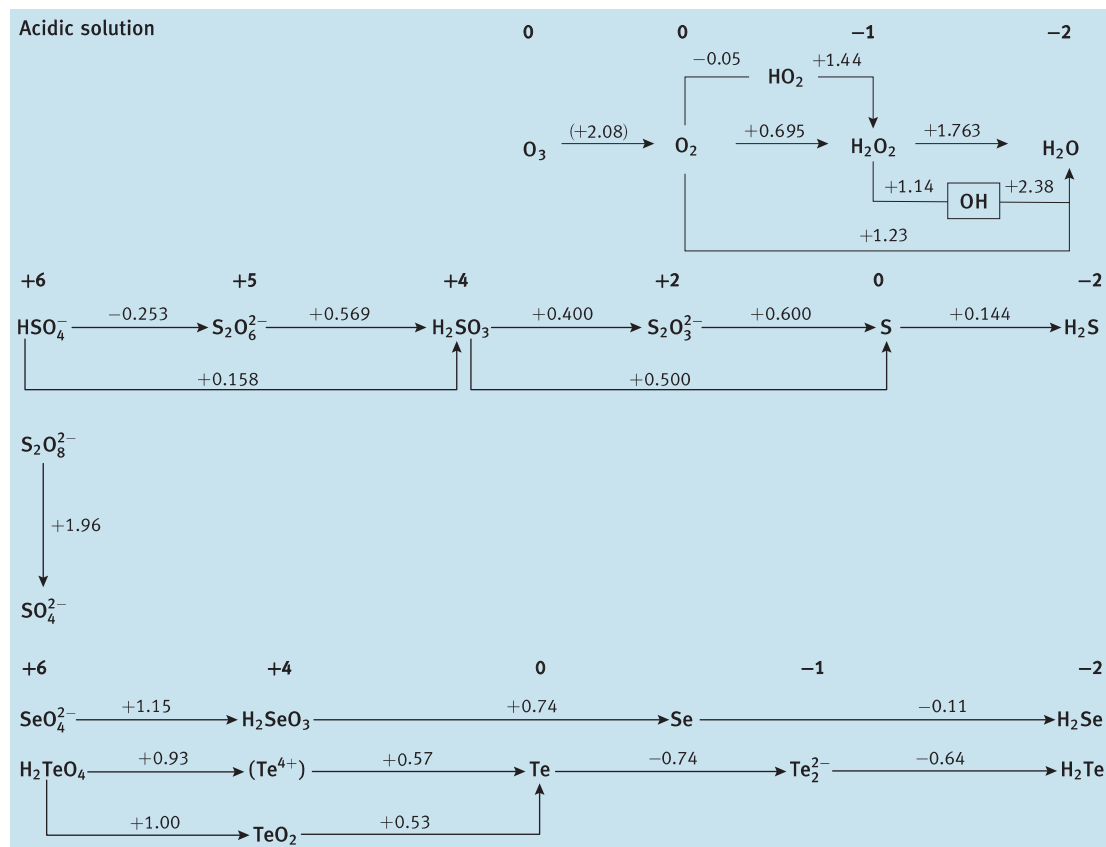 Acidic solution 0 0 −1 −2
−0.05 HO₂ +1.44
O₃ (+2.08) O₂ +0.695 H₂O₂ +1.763 H₂O
+1.14 OH +2.38
+1.23
+6 +5 +4 +2 0 −2
HSO₄⁻ −0.253 S₂O₆²⁻ +0.569 H₂SO₃ +0.400 S₂O₃²⁻ +0.600 S +0.144 H₂S
+0.158 +0.500
S₂O₈²⁻
+1.96
SO₄²⁻
+6 +4 0 −1 −2
SeO₄²⁻ +1.15 H₂SeO₃ +0.74 Se −0.11 H₂Se
H₂TeO₄ +0.93 (Te⁴⁺) +0.57 Te −0.74 Te₂²⁻ −0.64 H₂Te
+1.00 TeO₂ +0.53